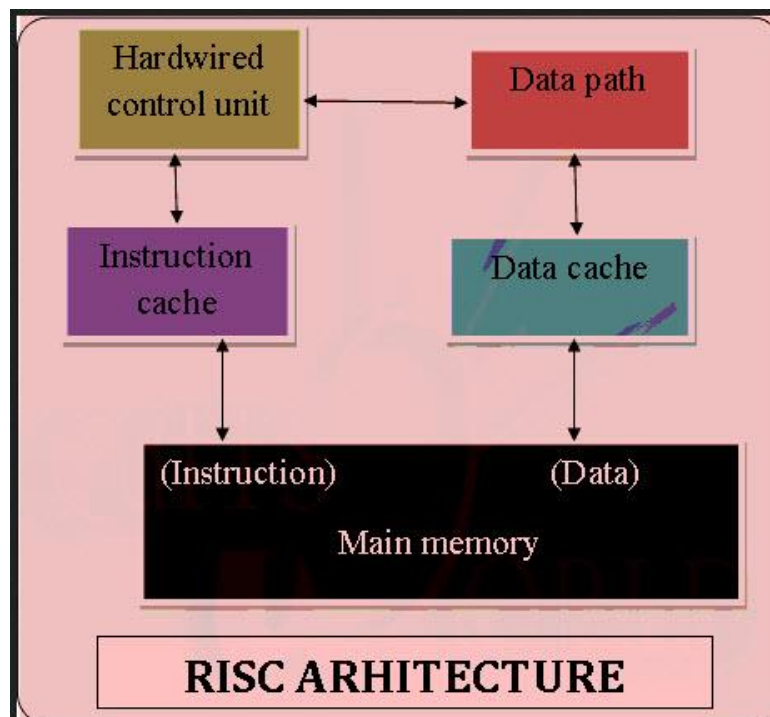 Hardwired
control unit
Data path
Instruction
cache
Data cache
(Instruction)
(Data)
Main memory
RISC ARHITECTURE